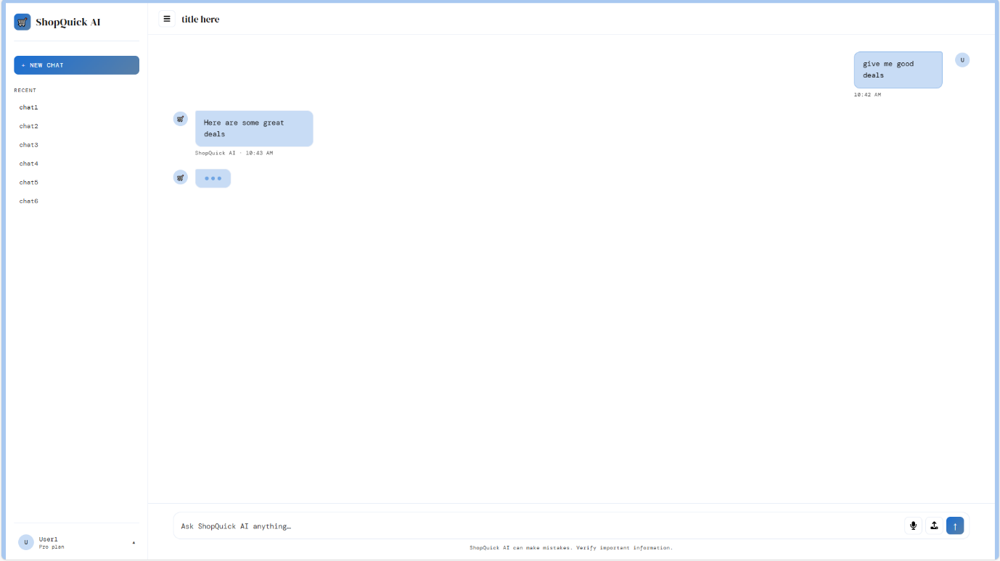 ShopQuick AI
+ NEW CHAT
RECENT
chat1
chat2
chat3
chat4
chat5
chat6
U
User1
Pro plan
title here
give me good
deals
U
10:42 AM
Here are some great
deals
ShopQuick AI · 10:43 AM
Ask ShopQuick AI anything…
ShopQuick AI can make mistakes. Verify important information.